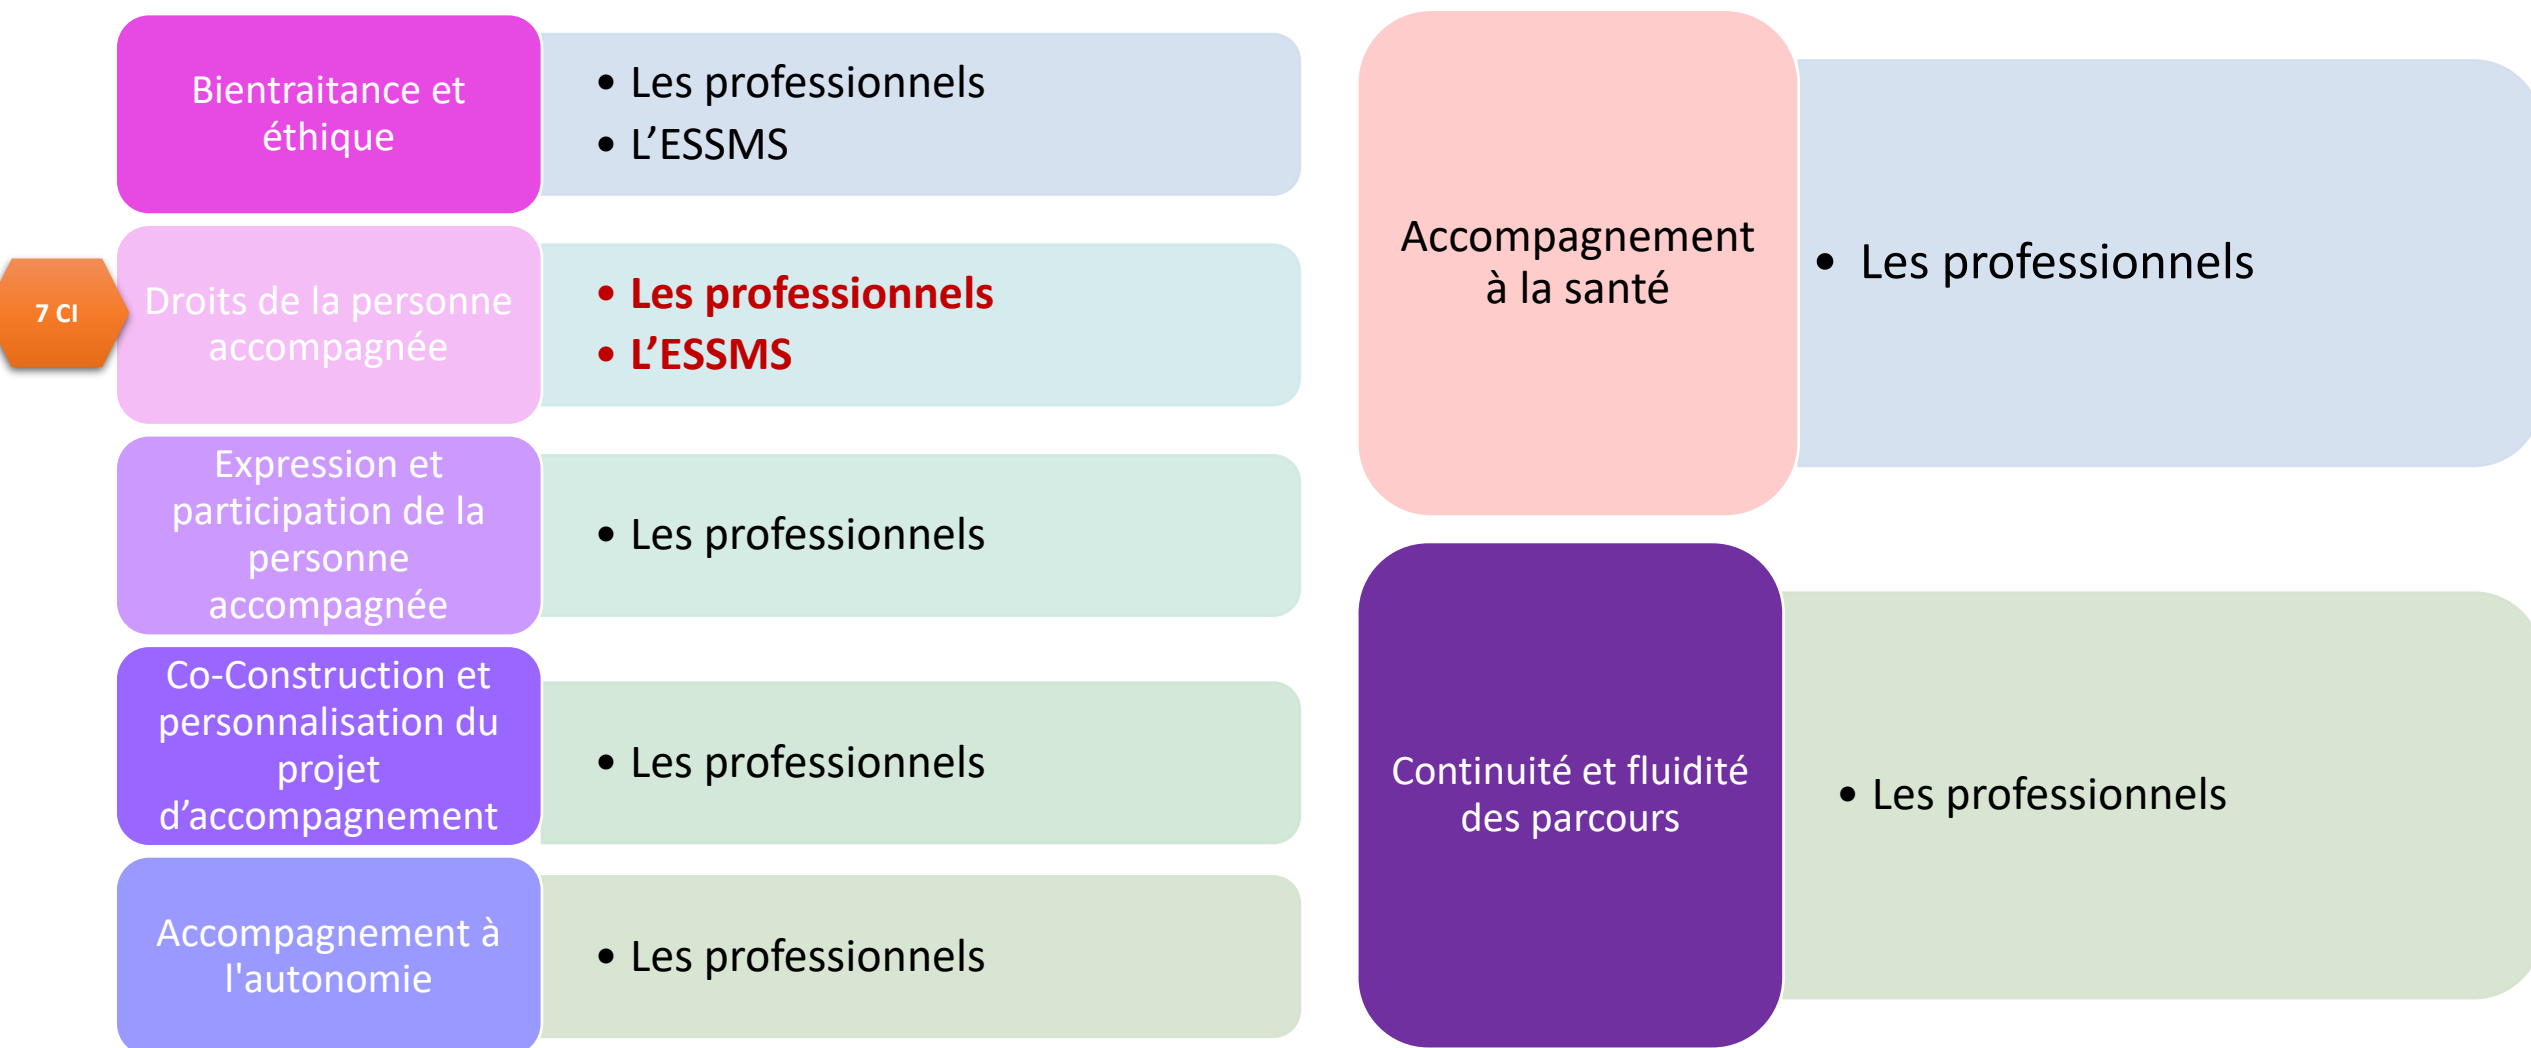 Bientraitance et
éthique
• Les professionnels
• L’ESSMS
7 CI
Droits de la personne
accompagnée
• Les professionnels
• L’ESSMS
Expression et
participation de la
personne
accompagnée
• Les professionnels
Co-Construction et
personnalisation du
projet
d’accompagnement
• Les professionnels
Accompagnement à
l'autonomie
• Les professionnels
Accompagnement
à la santé
• Les professionnels
Continuité et fluidité
des parcours
• Les professionnels